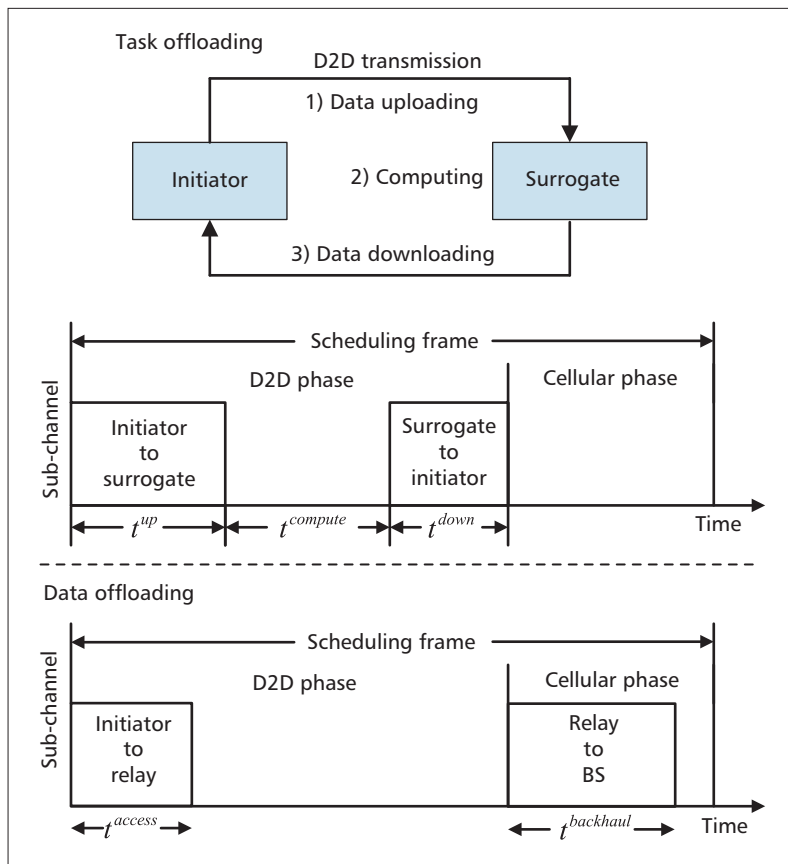 Task offloading
D2D transmission
1) Data uploading
Initiator
2) Computing
Surrogate
3) Data downloading
Scheduling frame
D2D phase
Cellular phase
Sub-channel
Initiator
to
surrogate
Surrogate
to
initiator
t^up
t^compute
t^down
Time
Data offloading
Scheduling frame
D2D phase
Cellular phase
Sub-channel
Initiator
to
relay
Relay
to
BS
t^access
t^backhaul
Time